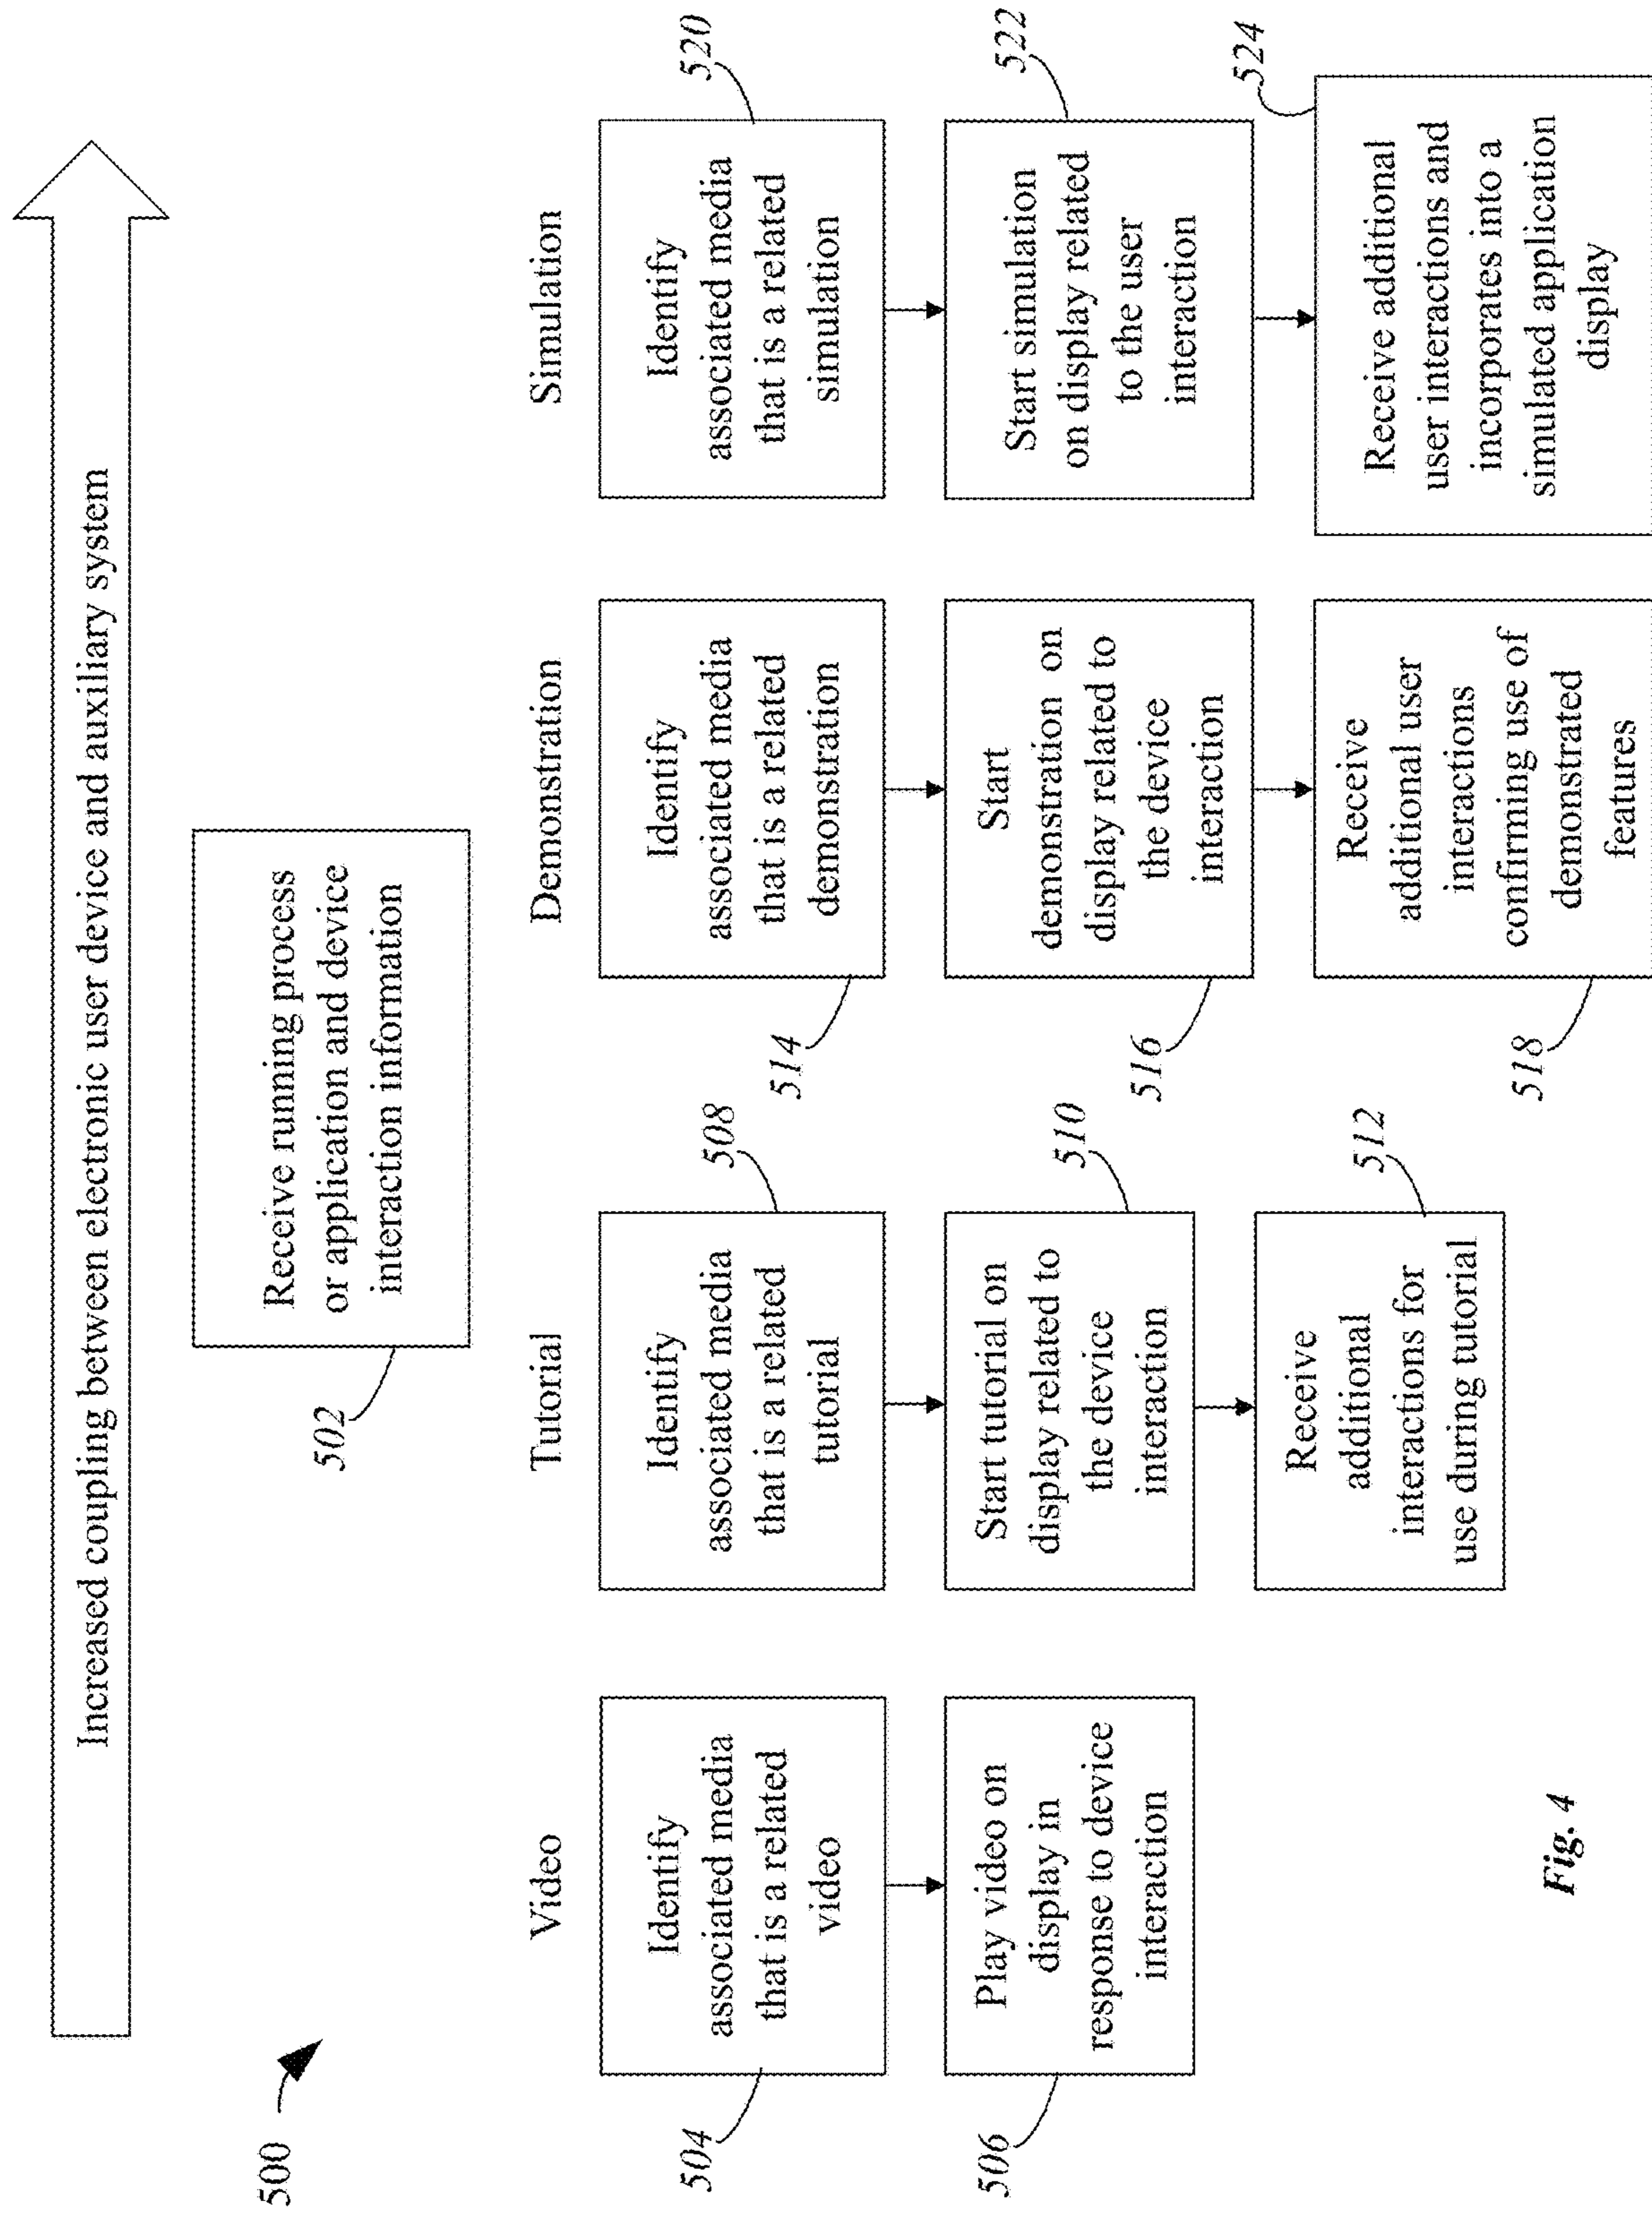 Increased coupling between electronic user device and auxiliary system
500
502
Receive running process
or application and device
interaction information
Video
Tutorial
Demonstration
Simulation
504
Identify
associated media
that is a related
video
506
Play video on
display in
response to device
interaction
508
Identify
associated media
that is a related
tutorial
510
Start tutorial on
display related to
the device
interaction
512
Receive
additional
interactions for
use during tutorial
514
Identify
associated media
that is a related
demonstration
516
Start
demonstration on
display related to
the device
interaction
518
Receive
additional user
interactions
confirming use of
demonstrated
features
520
Identify
associated media
that is a related
simulation
522
Start simulation
on display related
to the user
interaction
524
Receive additional
user interactions and
incorporates into a
simulated application
display
Fig. 4